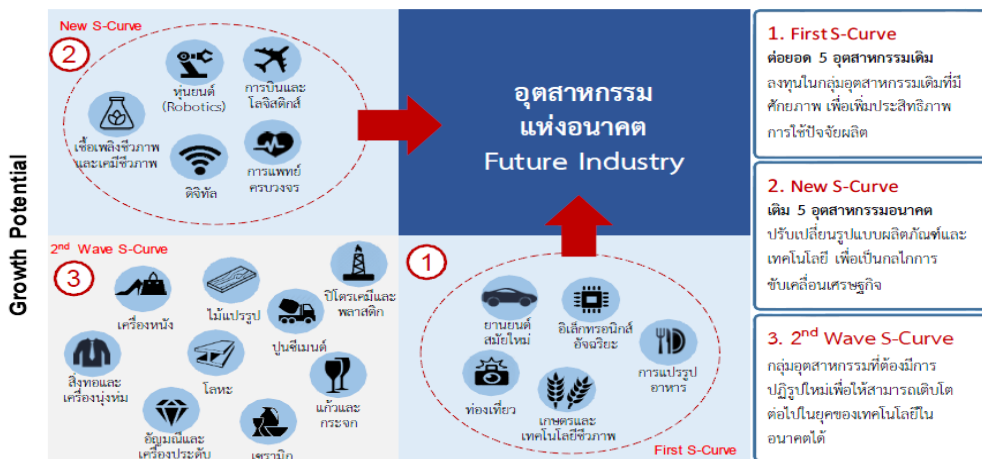 Growth Potential
New S-Curve
2
หุ่นยนต์
(Robotics)
การบินและ
โลจิสติกส์
เชื้อเพลิงชีวภาพ
และเคมีชีวภาพ
ดิจิทัล
การแพทย์
ครบวงจร
อุตสาหกรรม
แห่งอนาคต
Future Industry
2nd Wave S-Curve
3
เครื่องหนัง
ไม้แปรรูป
ปิโตรเคมีและ
พลาสติก
ปูนซีเมนต์
สิ่งทอและ
เครื่องนุ่งห่ม
โลหะ
แก้วและ
กระจก
อัญมณีและ
เครื่องประดับ
เซรามิก
1
ยานยนต์
สมัยใหม่
อิเล็กทรอนิกส์
อัจฉริยะ
การแปรรูป
อาหาร
ท่องเที่ยว
เกษตรและ
เทคโนโลยีชีวภาพ
First S-Curve
1. First S-Curve
ต่อยอด 5 อุตสาหกรรมเดิม
ลงทุนในกลุ่มอุตสาหกรรมเดิมที่มี
ศักยภาพ เพื่อเพิ่มประสิทธิภาพ
การใช้ปัจจัยผลิต
2. New S-Curve
เติม 5 อุตสาหกรรมอนาคต
ปรับเปลี่ยนรูปแบบผลิตภัณฑ์และ
เทคโนโลยี เพื่อเป็นกลไกการ
ขับเคลื่อนเศรษฐกิจ
3. 2nd Wave S-Curve
กลุ่มอุตสาหกรรมที่ต้องมีการ
ปฏิรูปใหม่เพื่อให้สามารถเติบโต
ต่อไปในยุคของเทคโนโลยีใน
อนาคตได้